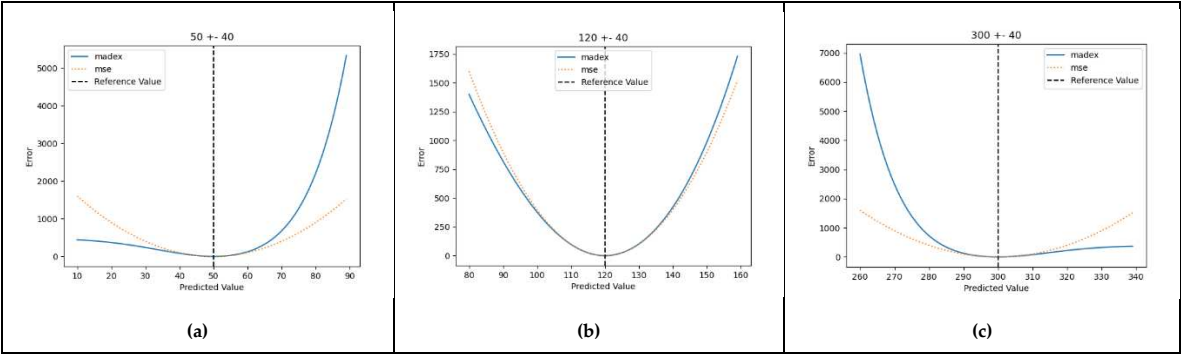 50 +- 40
madex
mse
Reference Value
5000
4000
3000
2000
1000
0
Error
10 20 30 40 50 60 70 80 90
Predicted Value
(a)
120 +- 40
madex
mse
Reference Value
1750
1500
1250
1000
750
500
250
0
Error
80 90 100 110 120 130 140 150 160
Predicted Value
(b)
300 +- 40
madex
mse
Reference Value
7000
6000
5000
4000
3000
2000
1000
0
Error
260 270 280 290 300 310 320 330 340
Predicted Value
(c)